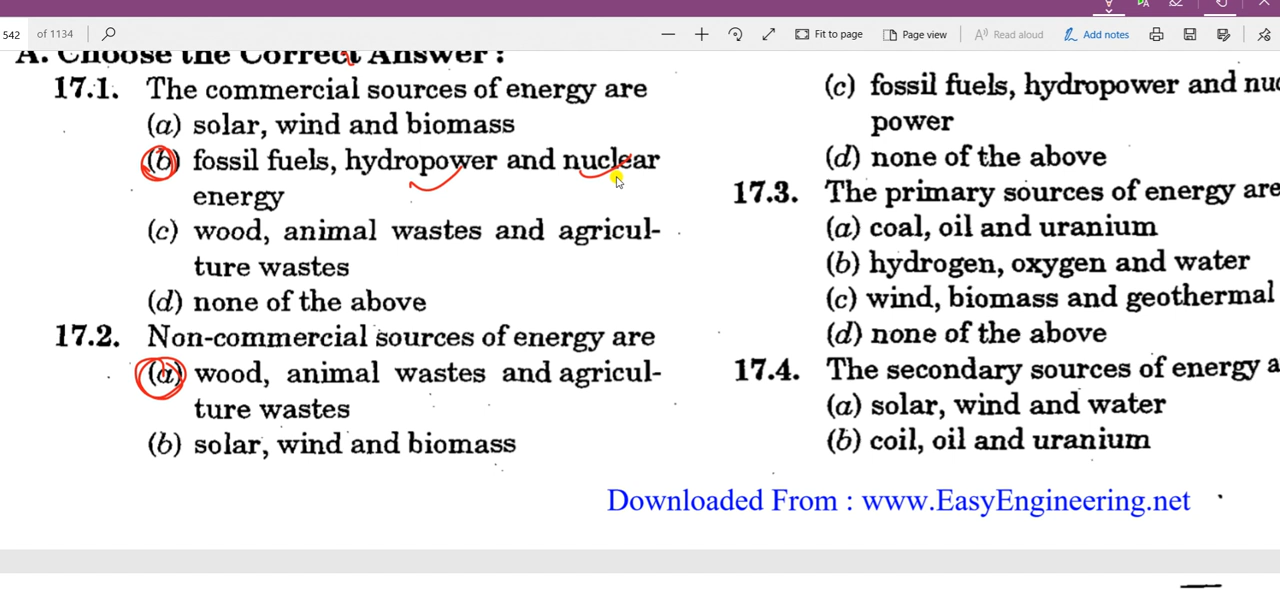 542 of 1134 Fit to page Page view Read aloud Add notes
A. Choose the Correct Answer :
17.1. The commercial sources of energy are
(a) solar, wind and biomass
(b) fossil fuels, hydropower and nuclear
energy
(c) wood, animal wastes and agricul-
ture wastes
(d) none of the above
17.2. Non-commercial sources of energy are
(a) wood, animal wastes and agricul-
ture wastes
(b) solar, wind and biomass
(c) fossil fuels, hydropower and nuc
power
(d) none of the above
17.3. The primary sources of energy are
(a) coal, oil and uranium
(b) hydrogen, oxygen and water
(c) wind, biomass and geothermal
(d) none of the above
17.4. The secondary sources of energy a
(a) solar, wind and water
(b) coil, oil and uranium
Downloaded From : www.EasyEngineering.net